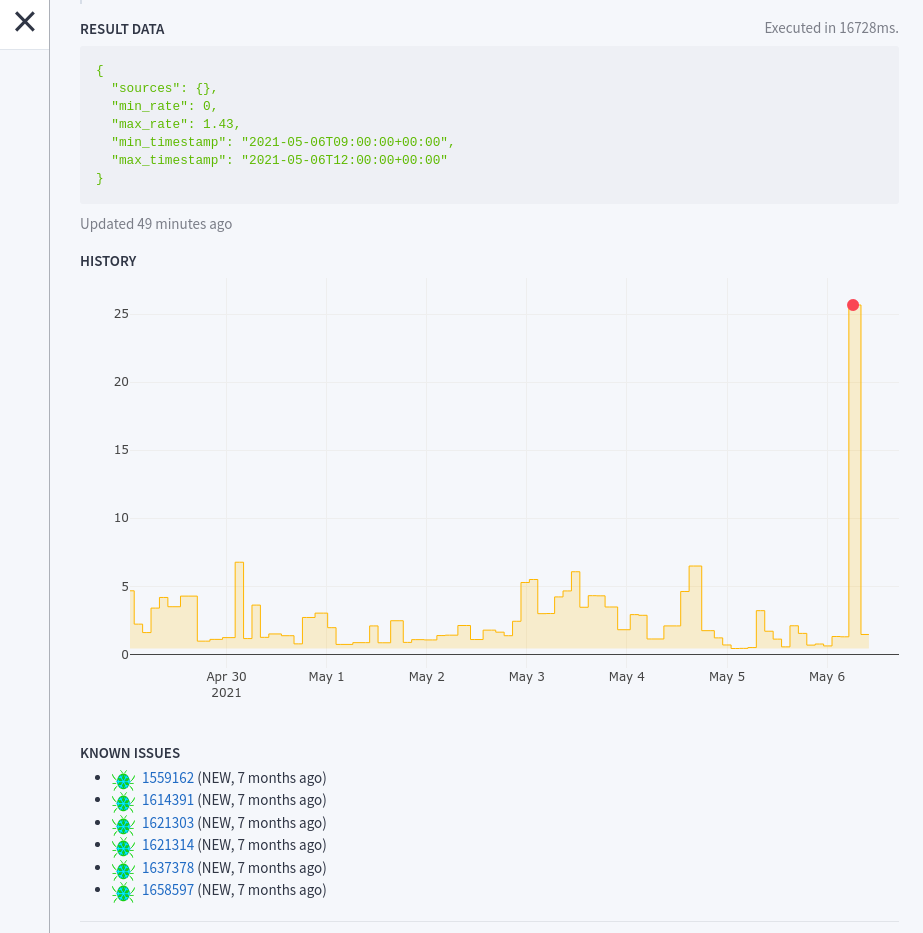 RESULT DATA
Executed in 16728ms.
{
"sources": {},
"min_rate": 0,
"max_rate": 1.43,
"min_timestamp": "2021-05-06T09:00:00+00:00",
"max_timestamp": "2021-05-06T12:00:00+00:00"
}
Updated 49 minutes ago
HISTORY
25
20
15
10
5
0
Apr 30 May 1 May 2 May 3 May 4 May 5 May 6
2021
KNOWN ISSUES
1559162 (NEW, 7 months ago)
1614391 (NEW, 7 months ago)
1621303 (NEW, 7 months ago)
1621314 (NEW, 7 months ago)
1637378 (NEW, 7 months ago)
1658597 (NEW, 7 months ago)